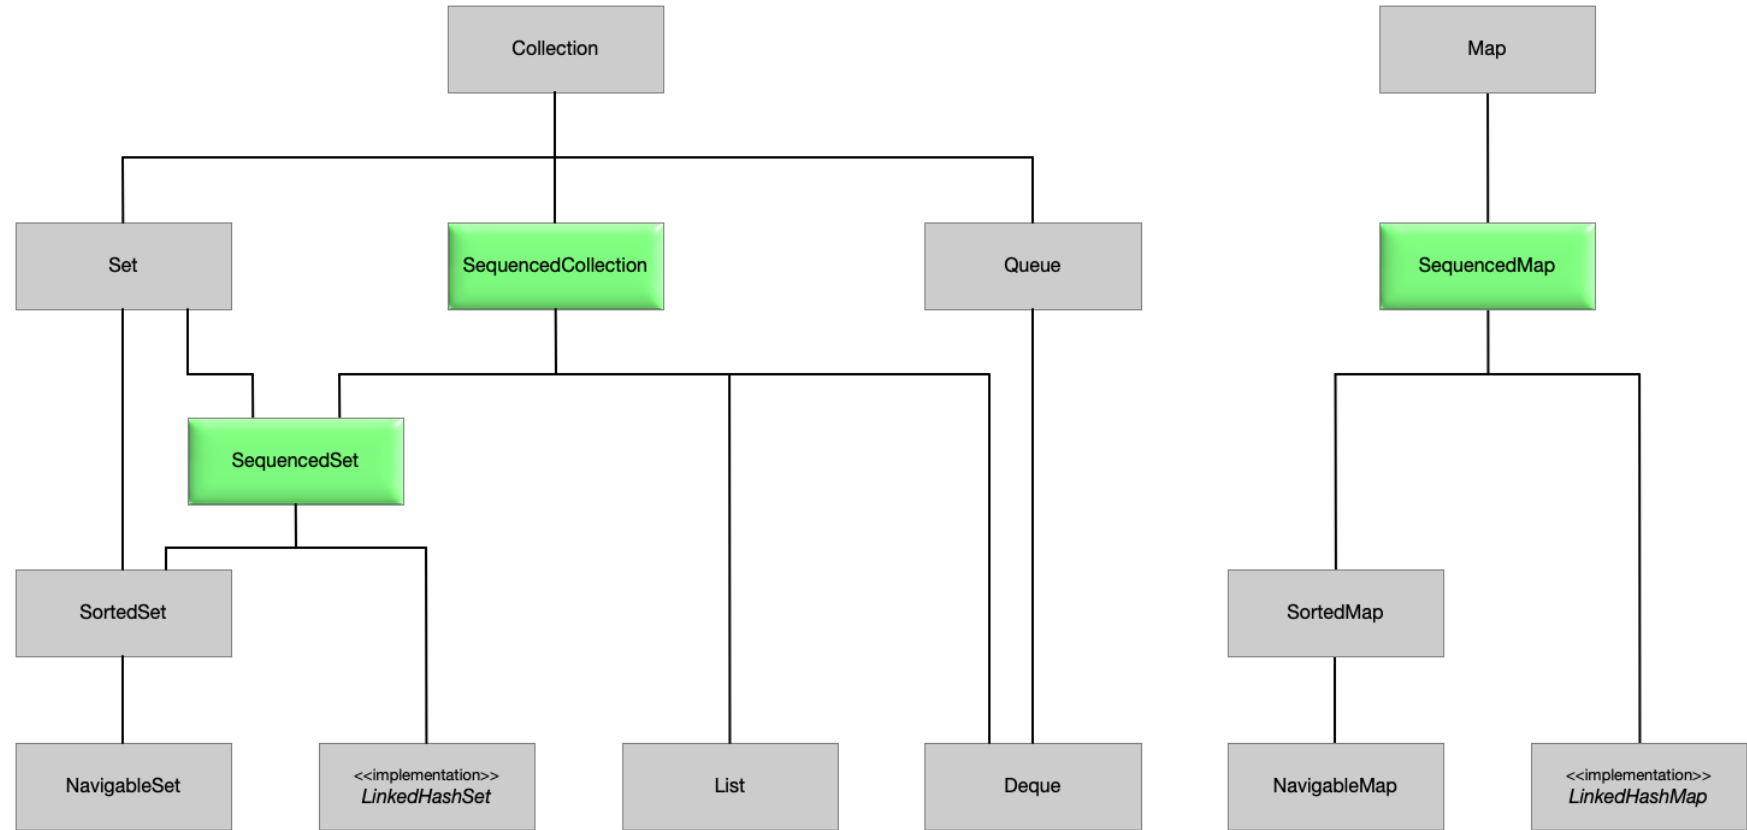 Collection
Map
Set
SequencedCollection
Queue
SequencedMap
SequencedSet
SortedSet
SortedMap
NavigableSet
<<implementation>>
LinkedHashSet
List
Deque
NavigableMap
<<implementation>>
LinkedHashMap